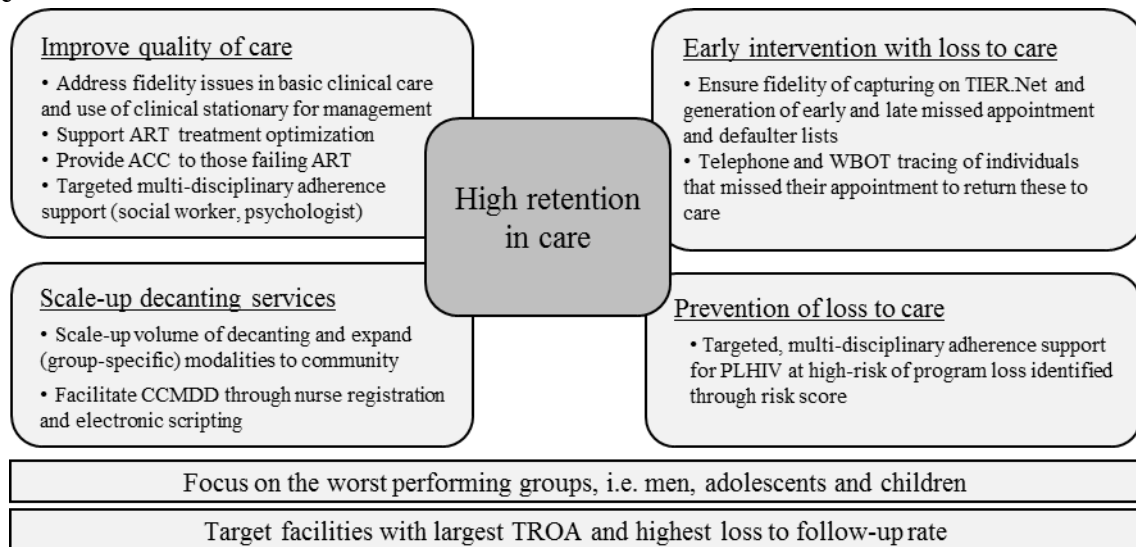 Improve quality of care
• Address fidelity issues in basic clinical care
and use of clinical stationary for management
• Support ART treatment optimization
• Provide ACC to those failing ART
• Targeted multi-disciplinary adherence
support (social worker, psychologist)
Early intervention with loss to care
• Ensure fidelity of capturing on TIER.Net and
generation of early and late missed appointment
and defaulter lists
• Telephone and WBOT tracing of individuals
that missed their appointment to return these to
care
High retention
in care
Scale-up decanting services
• Scale-up volume of decanting and expand
(group-specific) modalities to community
• Facilitate CCMDD through nurse registration
and electronic scripting
Prevention of loss to care
• Targeted, multi-disciplinary adherence support
for PLHIV at high-risk of program loss identified
through risk score
Focus on the worst performing groups, i.e. men, adolescents and children
Target facilities with largest TROA and highest loss to follow-up rate